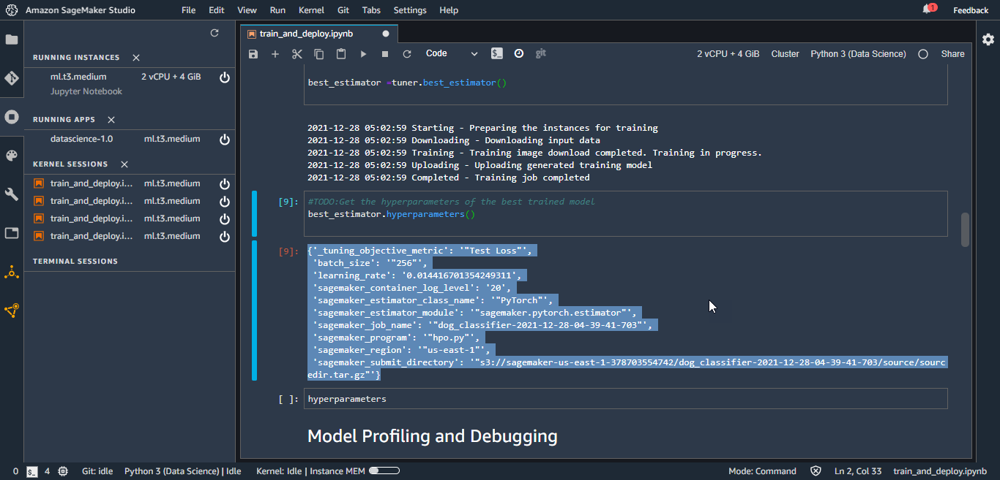 Amazon SageMaker Studio File Edit View Run Kernel Git Tabs Settings Help 1 Feedback
RUNNING INSTANCES
ml.t3.medium 2 vCPU + 4 GiB
Jupyter Notebook
RUNNING APPS
datascience-1.0 ml.t3.medium
KERNEL SESSIONS
train_and_deploy.i... ml.t3.medium
train_and_deploy.i... ml.t3.medium
train_and_deploy.i... ml.t3.medium
train_and_deploy.i... ml.t3.medium
TERMINAL SESSIONS
train_and_deploy.ipynb
Code git 2 vCPU + 4 GiB Cluster Python 3 (Data Science) Share
best_estimator =tuner.best_estimator()
2021-12-28 05:02:59 Starting - Preparing the instances for training
2021-12-28 05:02:59 Downloading - Downloading input data
2021-12-28 05:02:59 Training - Training image download completed. Training in progress.
2021-12-28 05:02:59 Uploading - Uploading generated training model
2021-12-28 05:02:59 Completed - Training job completed
[9]: #TODO:Get the hyperparameters of the best trained model
best_estimator.hyperparameters()
[9]: {'_tuning_objective_metric': '"Test Loss"',
'batch_size': '"256"',
'learning_rate': '0.014416701354249311',
'sagemaker_container_log_level': '20',
'sagemaker_estimator_class_name': '"PyTorch"',
'sagemaker_estimator_module': '"sagemaker.pytorch.estimator"',
'sagemaker_job_name': '"dog_classifier-2021-12-28-04-39-41-703"',
'sagemaker_program': '"hpo.py"',
'sagemaker_region': '"us-east-1"',
'sagemaker_submit_directory': '"s3://sagemaker-us-east-1-378703554742/dog_classifier-2021-12-28-04-39-41-703/source/sourc
edir.tar.gz"'}
[ ]: hyperparameters
Model Profiling and Debugging
0 $_ 4 Git: idle Python 3 (Data Science) | Idle Kernel: Idle | Instance MEM Mode: Command Ln 2, Col 33 train_and_deploy.ipynb